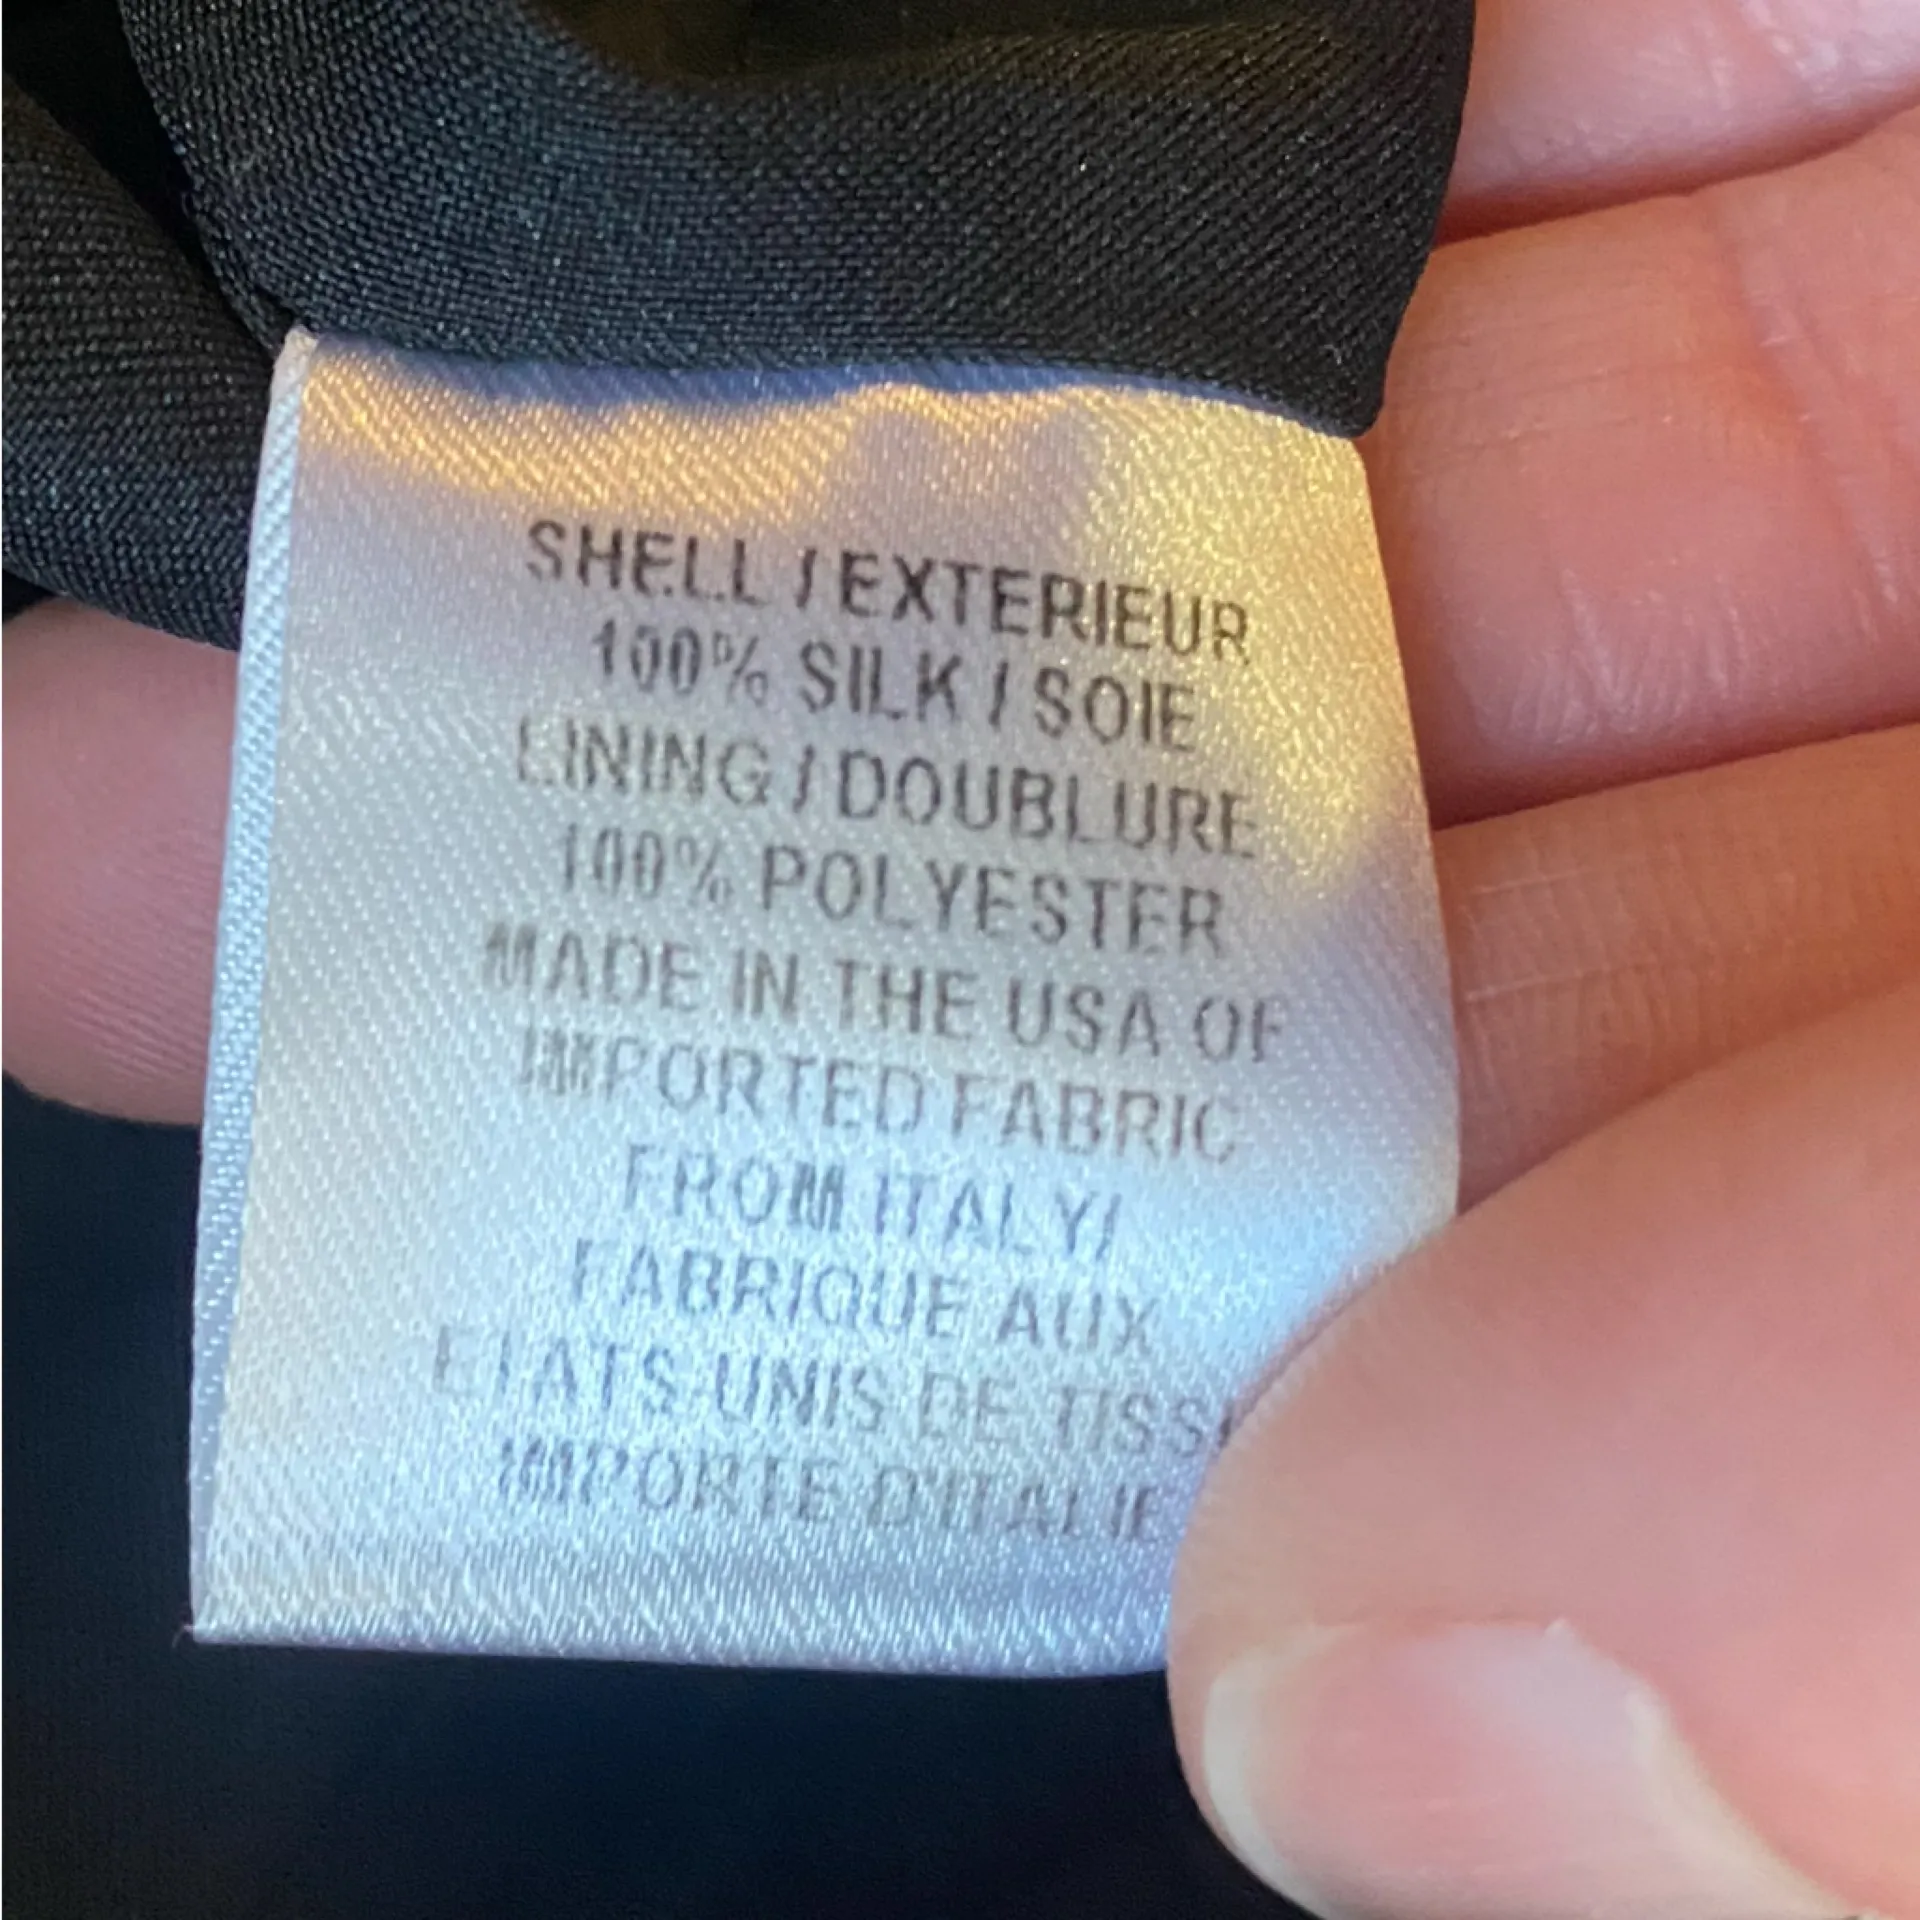 SHELL / EXTERIEUR
100% SILK / SOIE
LINING / DOUBLURE
100% POLYESTER
MADE IN THE USA OF
IMPORTED FABRIC
FROM ITALY/
FABRIQUE AUX
ETATS-UNIS DE
IMPORTE D'ITALIE